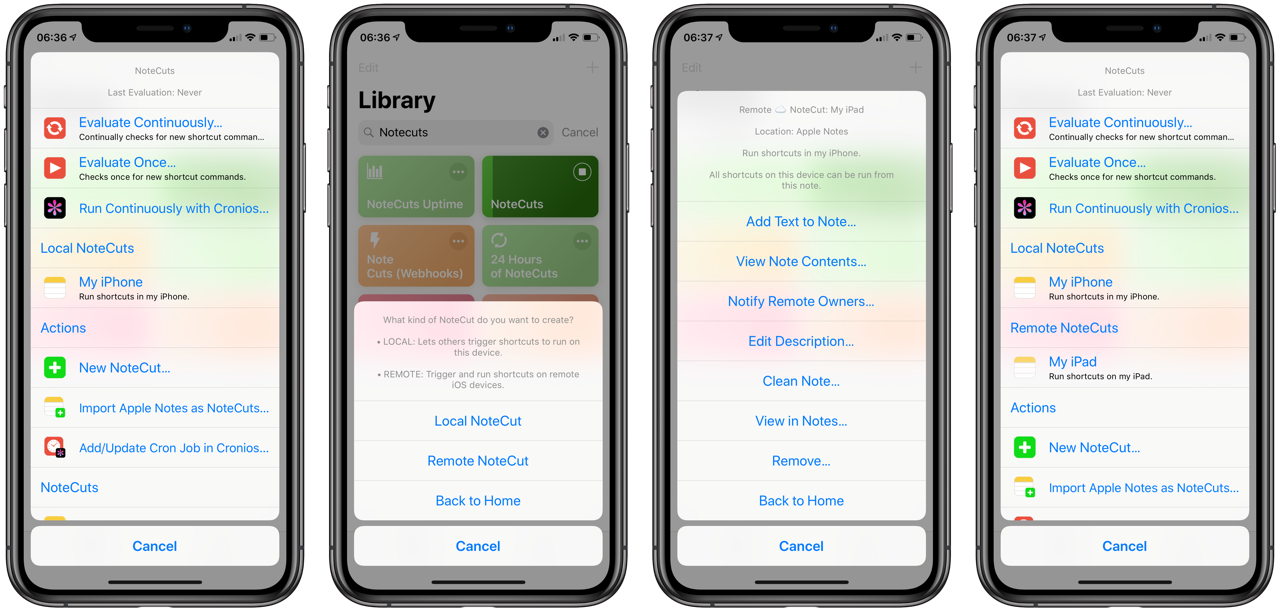 06:36
NoteCuts
Last Evaluation: Never
Evaluate Continuously...
Continually checks for new shortcut comman...
Evaluate Once...
Checks once for new shortcut commands.
Run Continuously with Cronios...
Local NoteCuts
My iPhone
Run shortcuts in my iPhone.
Actions
New NoteCut...
Import Apple Notes as NoteCuts...
Add/Update Cron Job in Cronios...
NoteCuts
Cancel
06:36
Edit
Library
Notecuts
Cancel
NoteCuts Uptime
NoteCuts
Note
Cuts (Webhooks)
24 Hours
of NoteCuts
What kind of NoteCut do you want to create?
• LOCAL: Lets others trigger shortcuts to run on
this device.
• REMOTE: Trigger and run shortcuts on remote
iOS devices.
Local NoteCut
Remote NoteCut
Back to Home
Cancel
06:37
Edit
Remote ☁️ NoteCut: My iPad
Location: Apple Notes
Run shortcuts in my iPhone.
All shortcuts on this device can be run from
this note.
Add Text to Note...
View Note Contents...
Notify Remote Owners...
Edit Description...
Clean Note...
View in Notes...
Remove...
Back to Home
Cancel
06:37
NoteCuts
Last Evaluation: Never
Evaluate Continuously...
Continually checks for new shortcut comman...
Evaluate Once...
Checks once for new shortcut commands.
Run Continuously with Cronios...
Local NoteCuts
My iPhone
Run shortcuts in my iPhone.
Remote NoteCuts
My iPad
Run shortcuts on my iPad.
Actions
New NoteCut...
Import Apple Notes as NoteCuts...
Cancel